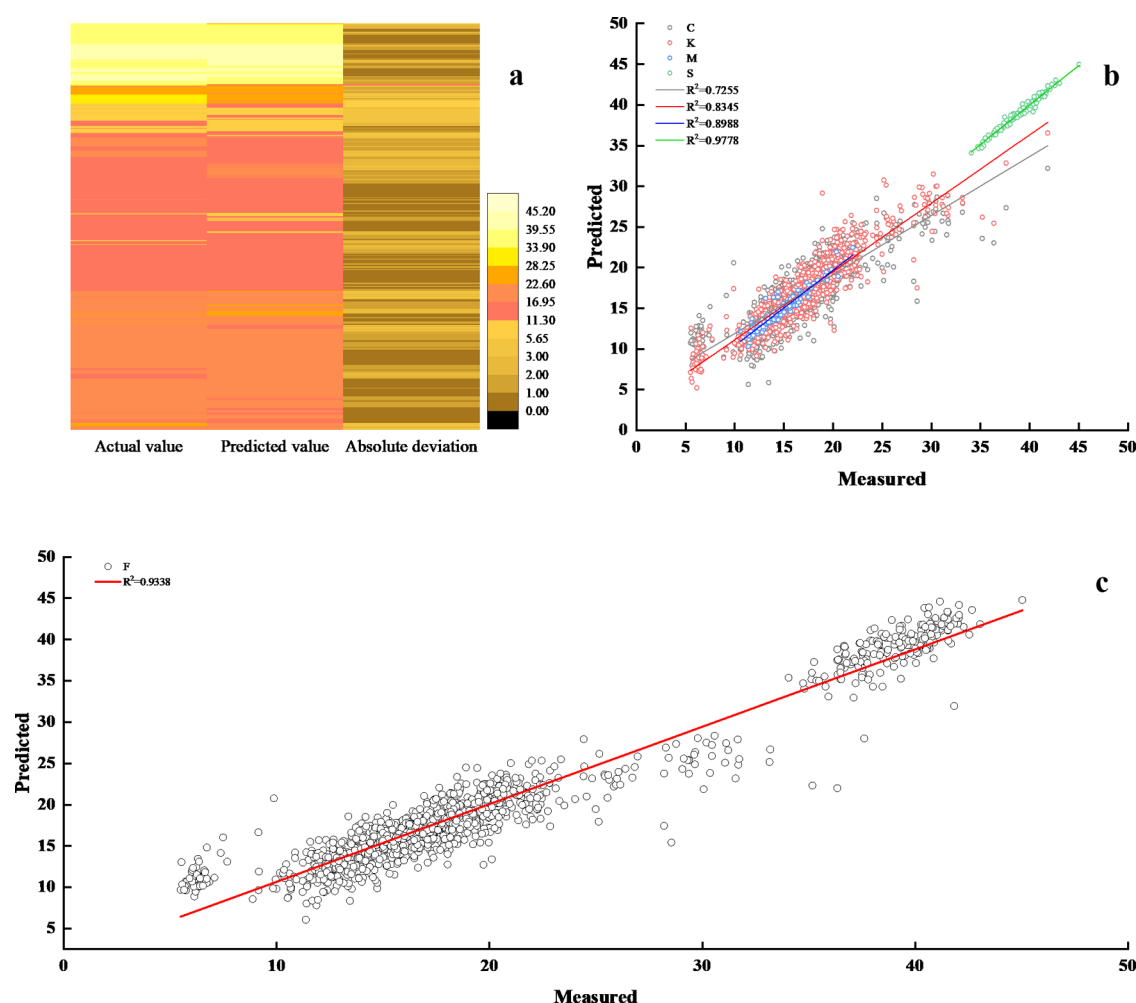 a
45.20
39.55
33.90
28.25
22.60
16.95
11.30
5.65
3.00
2.00
1.00
0.00
Actual value Predicted value Absolute deviation
b
50
45
40
35
30
25
20
15
10
5
0
C
K
M
S
R²=0.7255
R²=0.8345
R²=0.8988
R²=0.9778
Predicted
0 5 10 15 20 25 30 35 40 45 50
Measured
c
50
45
40
35
30
25
20
15
10
5
F
R²=0.9338
Predicted
0 10 20 30 40 50
Measured